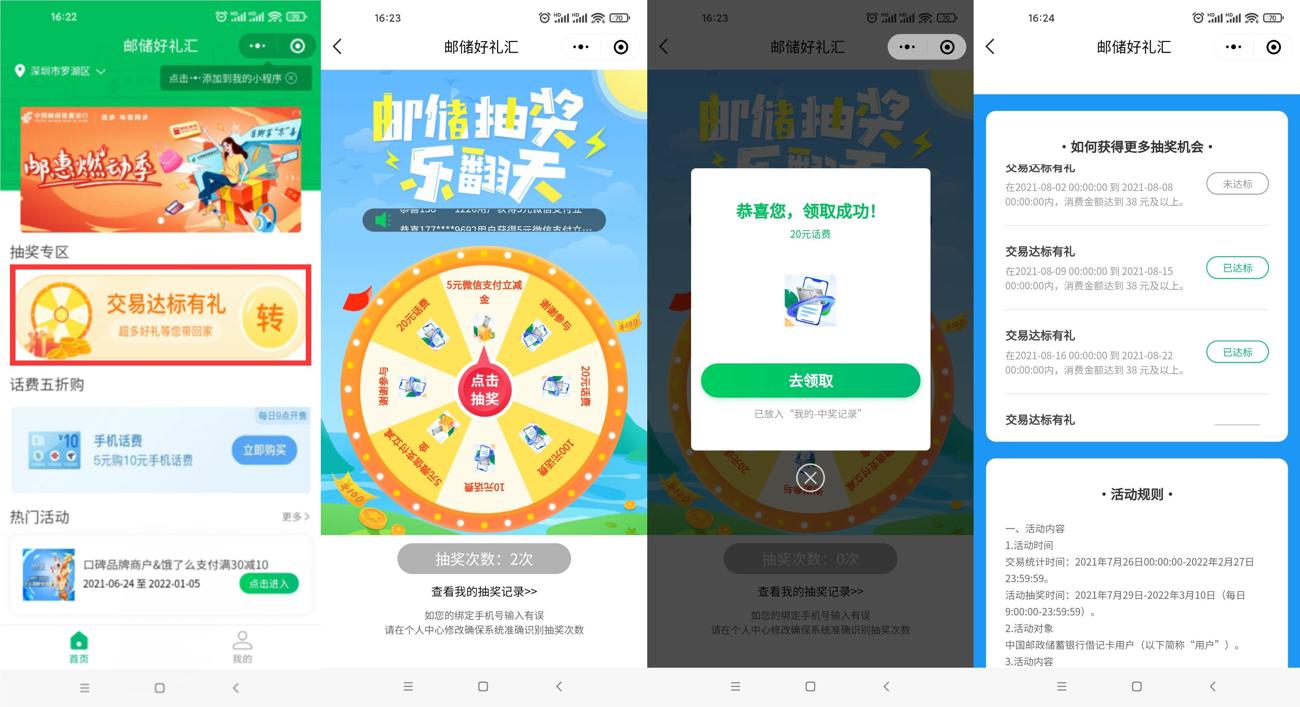 16:22
70
邮储好礼汇
深圳市罗湖区
点击•••添加到我的小程序
中国邮政储蓄银行
进步 与您同步
邮惠燃动季
抽奖专区
交易达标有礼
超多好礼等您带回家
转
话费五折购
每日9点开售
¥10
手机话费
5元购10元手机话费
立即购买
热门活动
更多>
口碑品牌商户&饿了么支付满30减10
2021-06-24 至 2022-01-05
点击进入
首页
我的
16:23
70
邮储好礼汇
邮储抽奖
乐翻天
恭喜177****9692用户获得5元微信支付立…
5元微信支付立减金
谢谢参与
20元话费
100元话费
10元话费
5元微信支付立减金
谢谢参与
20元话费
点击
抽奖
抽奖次数：2次
查看我的抽奖记录>>
如您的绑定手机号输入有误
请在个人中心修改确保系统准确识别抽奖次数
16:23
70
邮储好礼汇
邮储抽奖
恭喜您，领取成功！
20元话费
去领取
已放入“我的-中奖记录”
抽奖次数：0次
查看我的抽奖记录>>
如您的绑定手机号输入有误
请在个人中心修改确保系统准确识别抽奖次数
16:24
70
邮储好礼汇
·如何获得更多抽奖机会·
交易达标有礼
在2021-08-02 00:00:00 到 2021-08-08
00:00:00内，消费金额达到 38 元及以上。
未达标
交易达标有礼
在2021-08-09 00:00:00 到 2021-08-15
00:00:00内，消费金额达到 38 元及以上。
已达标
交易达标有礼
在2021-08-16 00:00:00 到 2021-08-22
00:00:00内，消费金额达到 38 元及以上。
已达标
交易达标有礼
·活动规则·
一、活动内容
1.活动时间
交易统计时间：2021年7月26日00:00:00-2022年2月27日
23:59:59。
活动抽奖时间：2021年7月29日-2022年3月10日（每日
9:00:00-23:59:59）。
2.活动对象
中国邮政储蓄银行借记卡用户（以下简称“用户”）。
3.活动内容